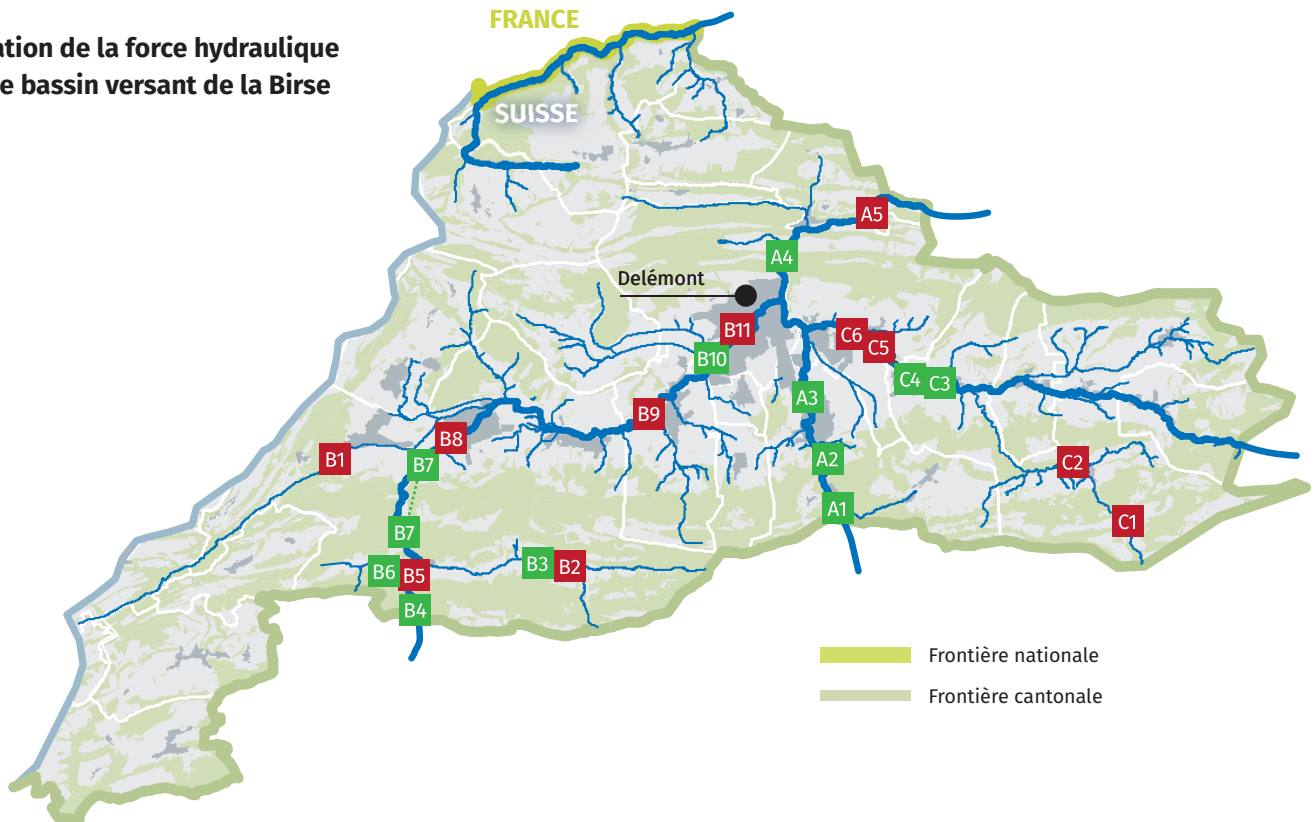 FRANCE
ation de la force hydraulique
e bassin versant de la Birse
SUISSE
A5
A4
Delémont
B11
C6
C5
B10
C4
C3
A3
B9
B8
B1
B7
A2
C2
A1
C1
B7
B6
B5
B3
B2
B4
Frontière nationale
Frontière cantonale